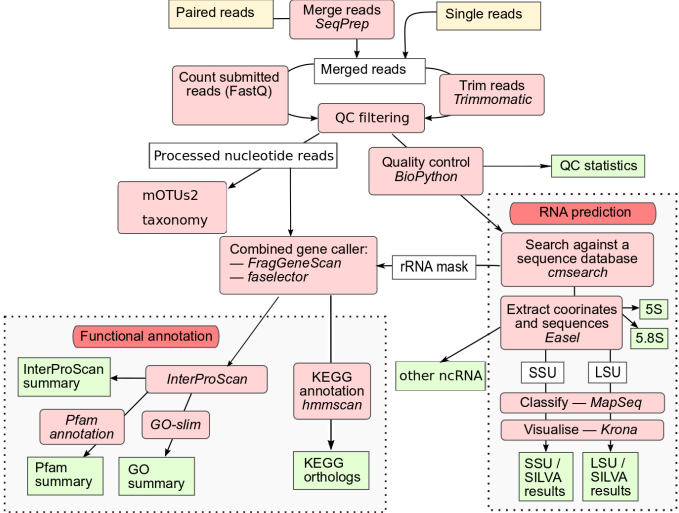 Paired reads
Merge reads
SeqPrep
Single reads
Merged reads
Count submitted
reads (FastQ)
Trim reads
Trimmomatic
QC filtering
Processed nucleotide reads
Quality control
BioPython
QC statistics
mOTUs2
taxonomy
RNA prediction
Combined gene caller:
— FragGeneScan
— faselector
rRNA mask
Search against a
sequence database
cmsearch
Extract coorinates
and sequences
Easel
5S
5.8S
Functional annotation
InterProScan
summary
InterProScan
KEGG
annotation
hmmscan
other ncRNA
SSU
LSU
Classify — MapSeq
Pfam
annotation
GO-slim
Visualise — Krona
Pfam
summary
GO
summary
KEGG
orthologs
SSU /
SILVA
results
LSU /
SILVA
results